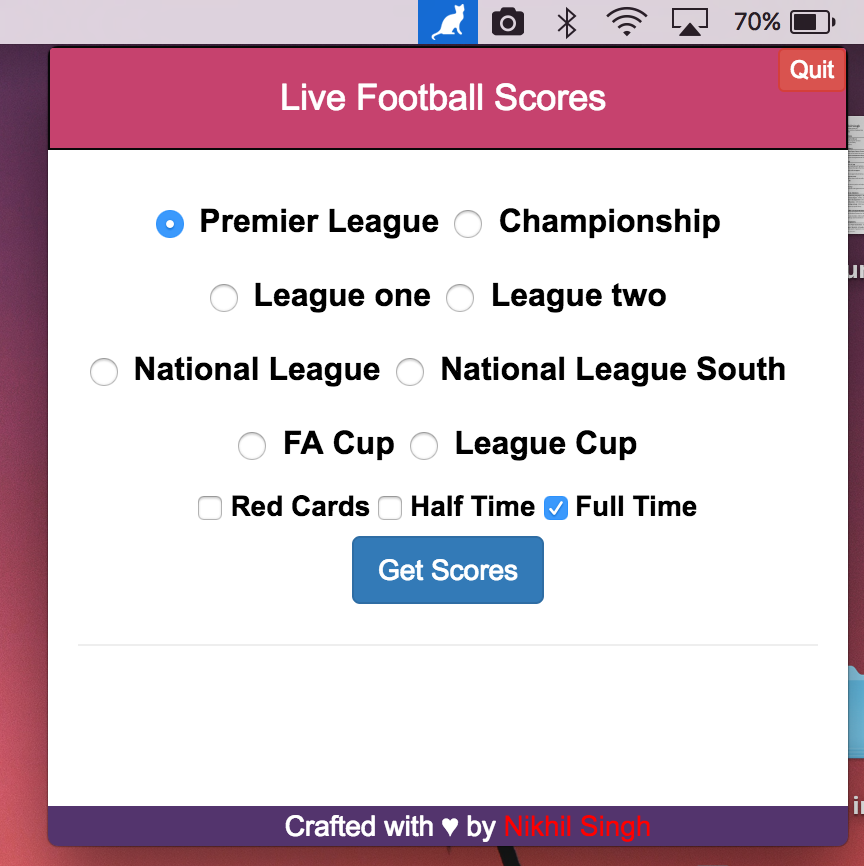 70%
Quit
Live Football Scores
Premier League Championship
League one League two
National League National League South
FA Cup League Cup
Red Cards Half Time Full Time
Get Scores
Crafted with ♥ by Nikhil Singh